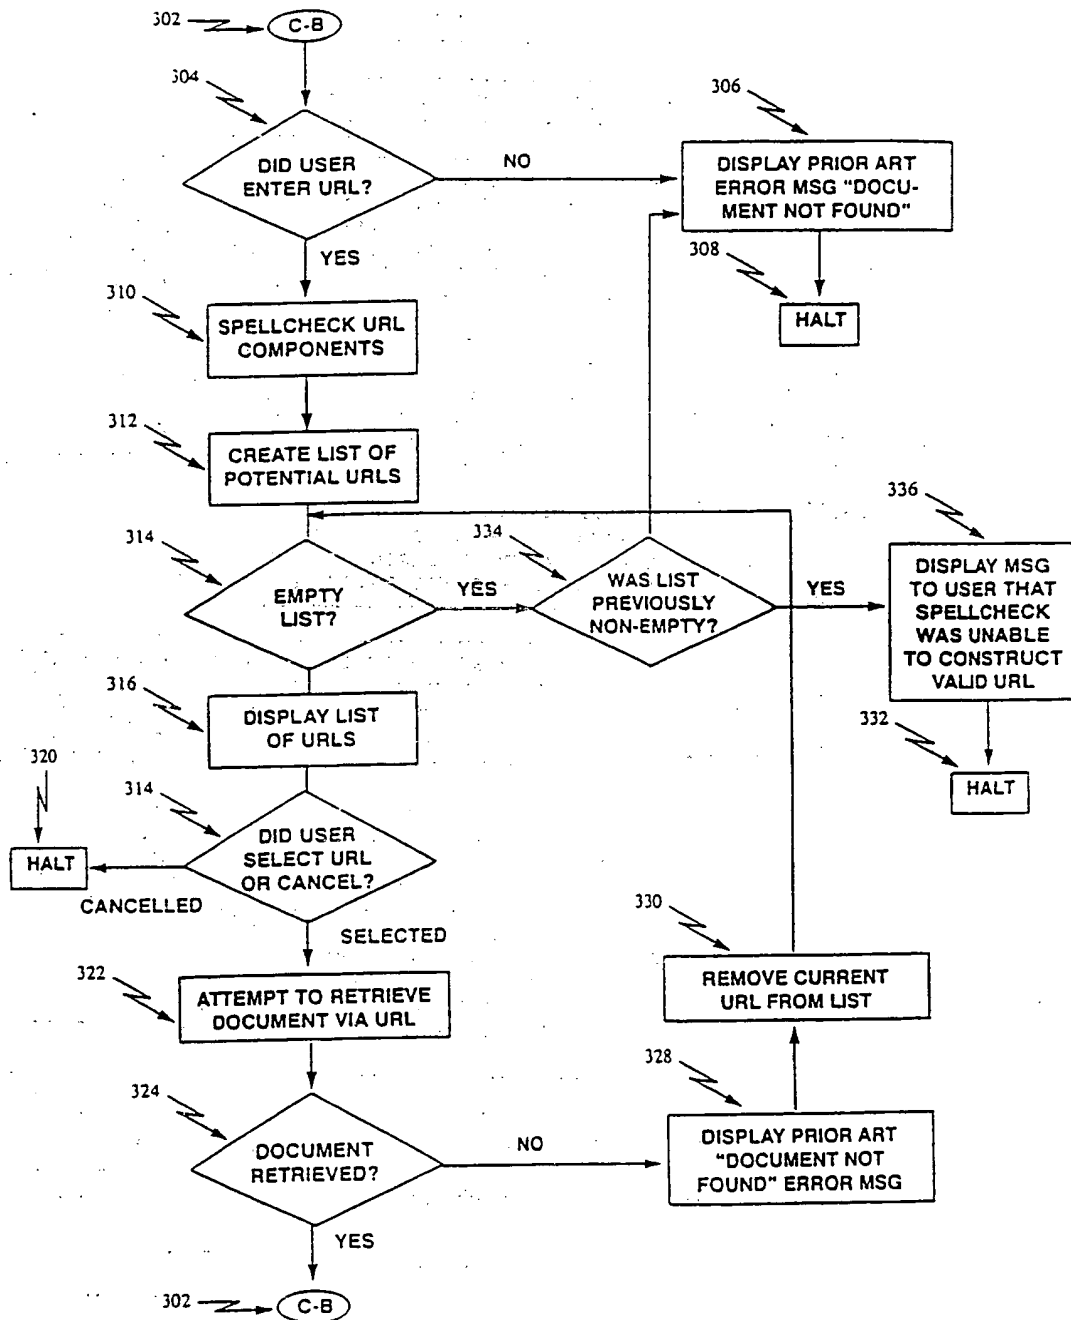 302
C-B
304
DID USER
ENTER URL?
NO
306
DISPLAY PRIOR ART
ERROR MSG "DOCU-
MENT NOT FOUND"
308
HALT
YES
310
SPELLCHECK URL
COMPONENTS
312
CREATE LIST OF
POTENTIAL URLS
314
EMPTY
LIST?
YES
334
WAS LIST
PREVIOUSLY
NON-EMPTY?
YES
336
DISPLAY MSG
TO USER THAT
SPELLCHECK
WAS UNABLE
TO CONSTRUCT
VALID URL
332
HALT
316
DISPLAY LIST
OF URLS
320
HALT
314
DID USER
SELECT URL
OR CANCEL?
CANCELLED
SELECTED
322
ATTEMPT TO RETRIEVE
DOCUMENT VIA URL
324
DOCUMENT
RETRIEVED?
NO
328
DISPLAY PRIOR ART
"DOCUMENT NOT
FOUND" ERROR MSG
330
REMOVE CURRENT
URL FROM LIST
YES
302
C-B